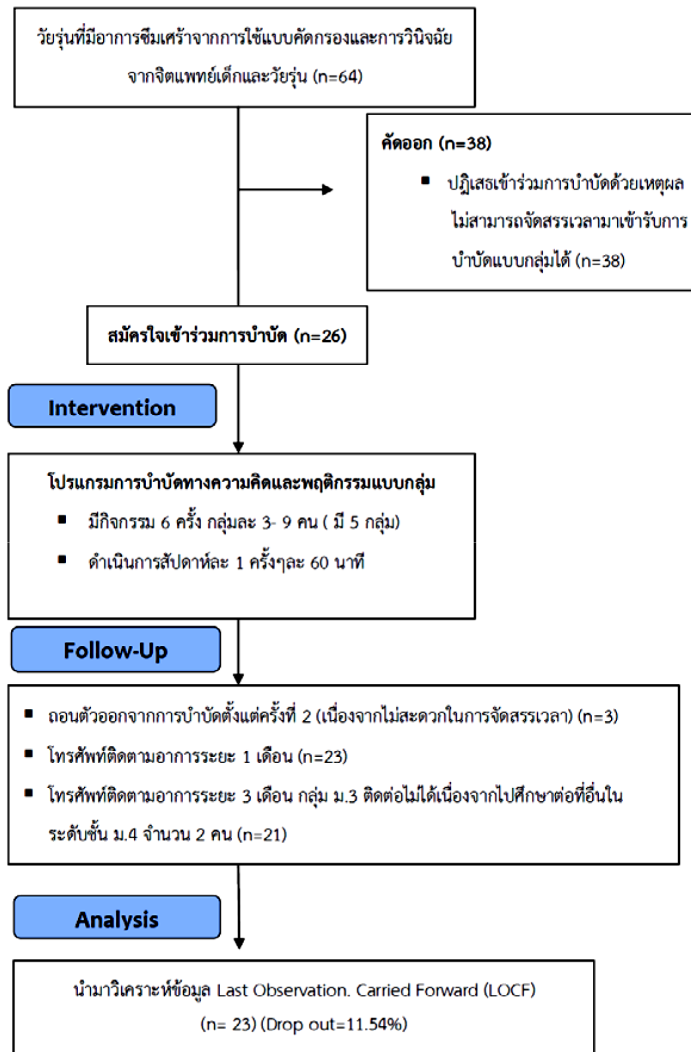 วัยรุ่นที่มีอาการซึมเศร้าจากการใช้แบบคัดกรองและการวินิจฉัย
จากจิตแพทย์เด็กและวัยรุ่น (n=64)
คัดออก (n=38)
▪ ปฏิเสธเข้าร่วมการบำบัดด้วยเหตุผล
ไม่สามารถจัดสรรเวลามาเข้ารับการ
บำบัดแบบกลุ่มได้ (n=38)
สมัครใจเข้าร่วมการบำบัด (n=26)
Intervention
โปรแกรมการบำบัดทางความคิดและพฤติกรรมแบบกลุ่ม
▪ มีกิจกรรม 6 ครั้ง กลุ่มละ 3- 9 คน ( มี 5 กลุ่ม)
▪ ดำเนินการสัปดาห์ละ 1 ครั้งๆละ 60 นาที
Follow-Up
▪ ถอนตัวออกจากการบำบัดตั้งแต่ครั้งที่ 2 (เนื่องจากไม่สะดวกในการจัดสรรเวลา) (n=3)
▪ โทรศัพท์ติดตามอาการระยะ 1 เดือน (n=23)
▪ โทรศัพท์ติดตามอาการระยะ 3 เดือน กลุ่ม ม.3 ติดต่อไม่ได้เนื่องจากไปศึกษาต่อที่อื่นใน
ระดับชั้น ม.4 จำนวน 2 คน (n=21)
Analysis
นำมาวิเคราะห์ข้อมูล Last Observation. Carried Forward (LOCF)
(n= 23) (Drop out=11.54%)